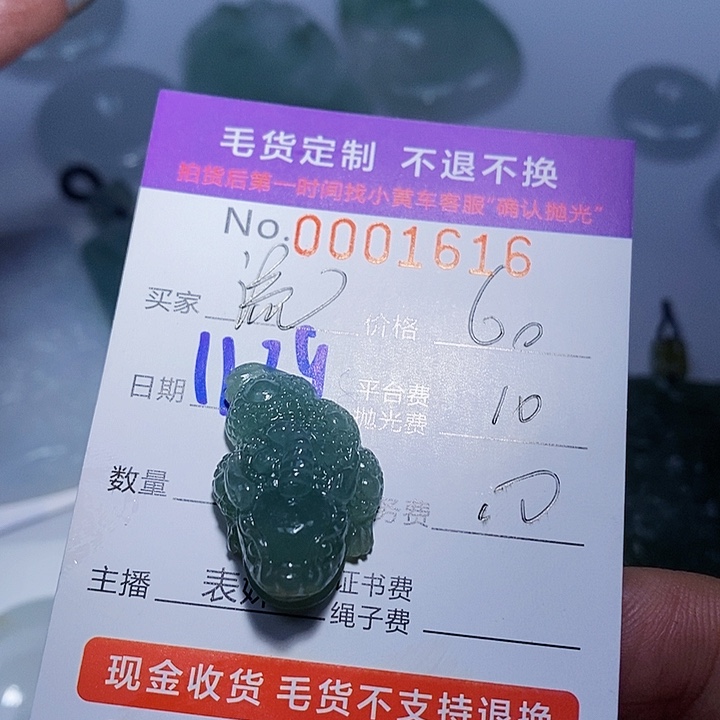 毛货定制 不退不换
拍货后第一时间找小黄车客服"确认抛光"
No.0001616
买家 价格 60
日期 11.29 平台费
抛光费 10
数量 务费
主播 表 证书费
绳子费
现金收货 毛货不支持退换